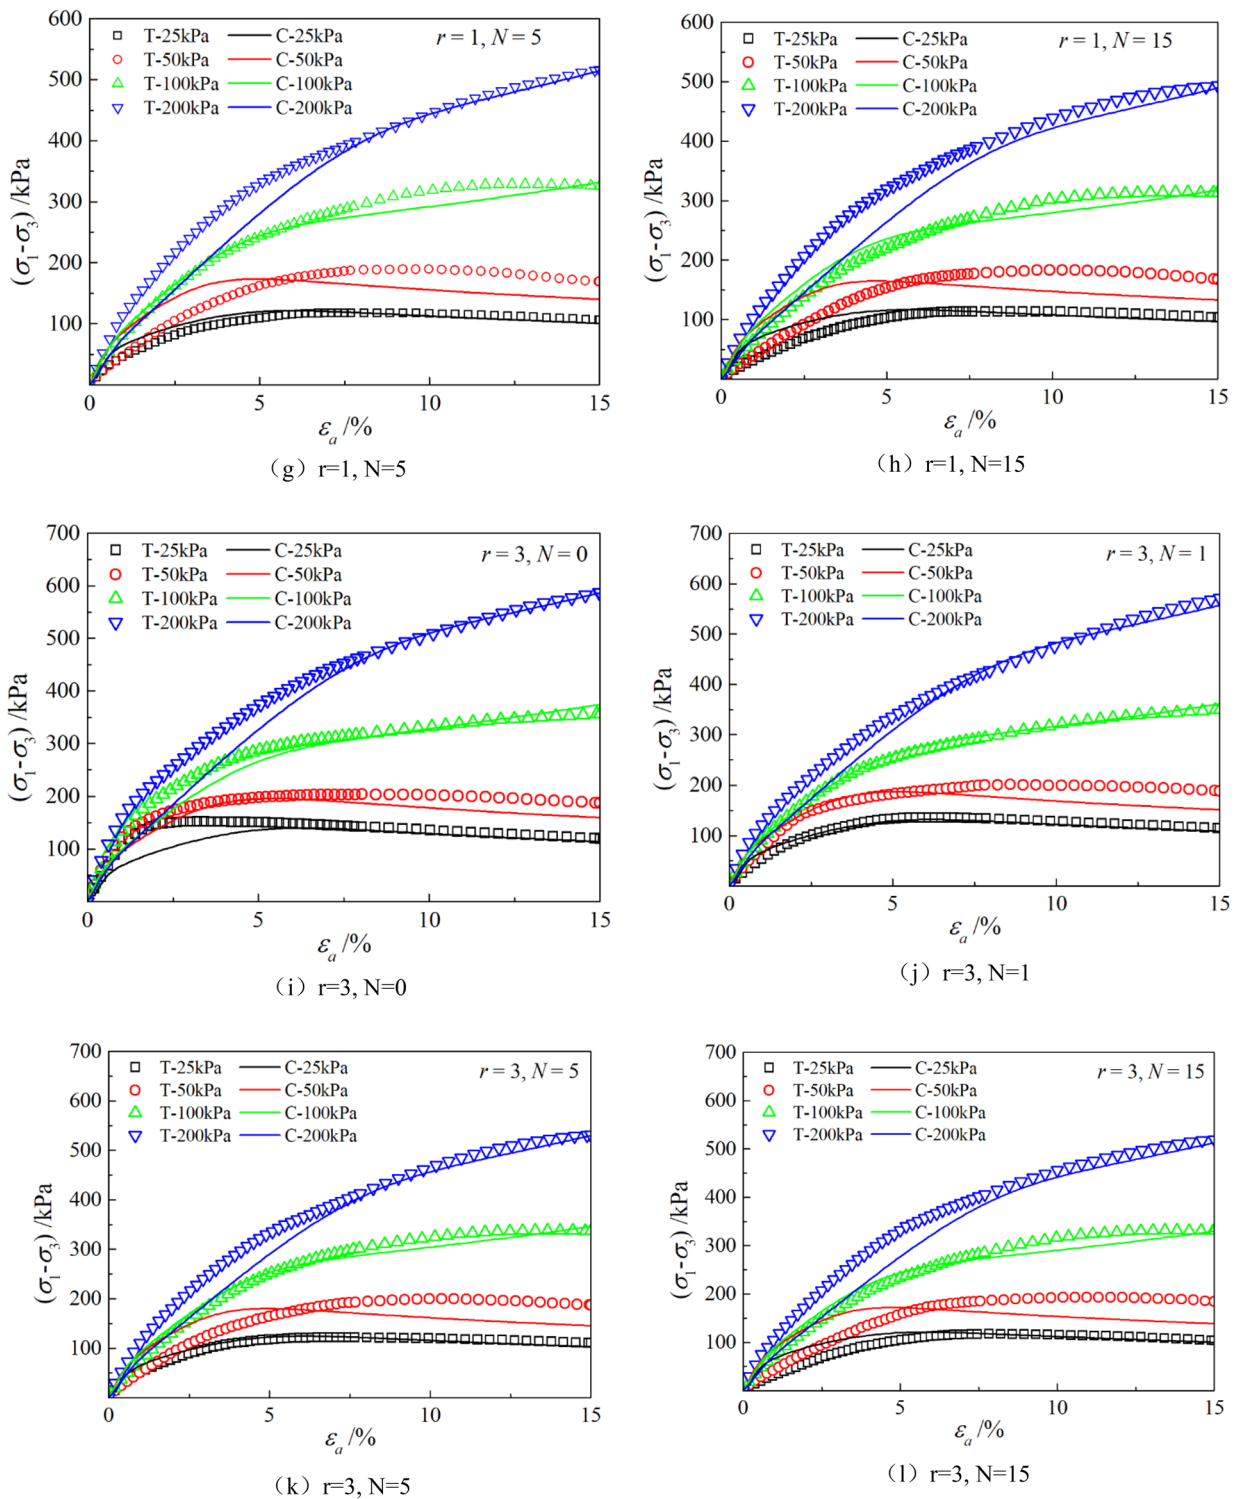 600
500
400
300
200
100
0
5
10
15
(σ1-σ3) /kPa
εa /%
T-25kPa C-25kPa
T-50kPa C-50kPa
T-100kPa C-100kPa
T-200kPa C-200kPa
r = 1, N = 5
（g）r=1, N=5
600
500
400
300
200
100
0
5
10
15
(σ1-σ3) /kPa
εa /%
T-25kPa C-25kPa
T-50kPa C-50kPa
T-100kPa C-100kPa
T-200kPa C-200kPa
r = 1, N = 15
（h）r=1, N=15
700
600
500
400
300
200
100
0
5
10
15
(σ1-σ3) /kPa
εa /%
T-25kPa C-25kPa
T-50kPa C-50kPa
T-100kPa C-100kPa
T-200kPa C-200kPa
r = 3, N = 0
（i）r=3, N=0
700
600
500
400
300
200
100
0
5
10
15
(σ1-σ3) /kPa
εa /%
T-25kPa C-25kPa
T-50kPa C-50kPa
T-100kPa C-100kPa
T-200kPa C-200kPa
r = 3, N = 1
（j）r=3, N=1
700
600
500
400
300
200
100
0
5
10
15
(σ1-σ3) /kPa
εa /%
T-25kPa C-25kPa
T-50kPa C-50kPa
T-100kPa C-100kPa
T-200kPa C-200kPa
r = 3, N = 5
（k）r=3, N=5
700
600
500
400
300
200
100
0
5
10
15
(σ1-σ3) /kPa
εa /%
T-25kPa C-25kPa
T-50kPa C-50kPa
T-100kPa C-100kPa
T-200kPa C-200kPa
r = 3, N = 15
（l）r=3, N=15